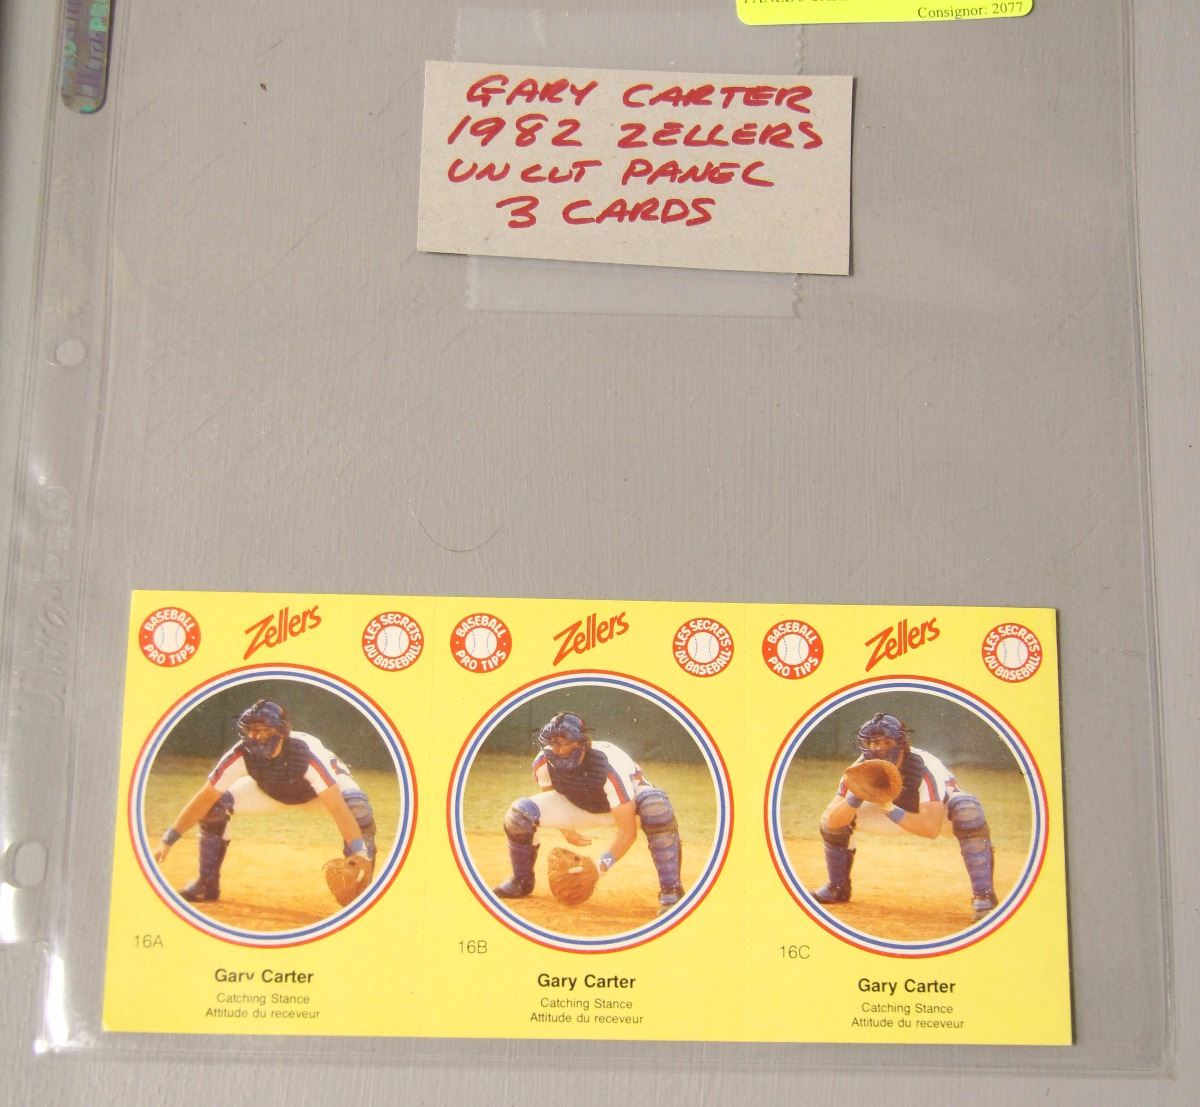 Consignor: 2077
GARY CARTER
1982 ZELLERS
UNCUT PANEL
3 CARDS
BASEBALL PRO TIPS
Zellers
LES SECRETS DU BASEBALL
BASEBALL PRO TIPS
Zellers
LES SECRETS DU BASEBALL
BASEBALL PRO TIPS
Zellers
LES SECRETS DU BASEBALL
16A
Gary Carter
Catching Stance
Attitude du receveur
16B
Gary Carter
Catching Stance
Attitude du receveur
16C
Gary Carter
Catching Stance
Attitude du receveur